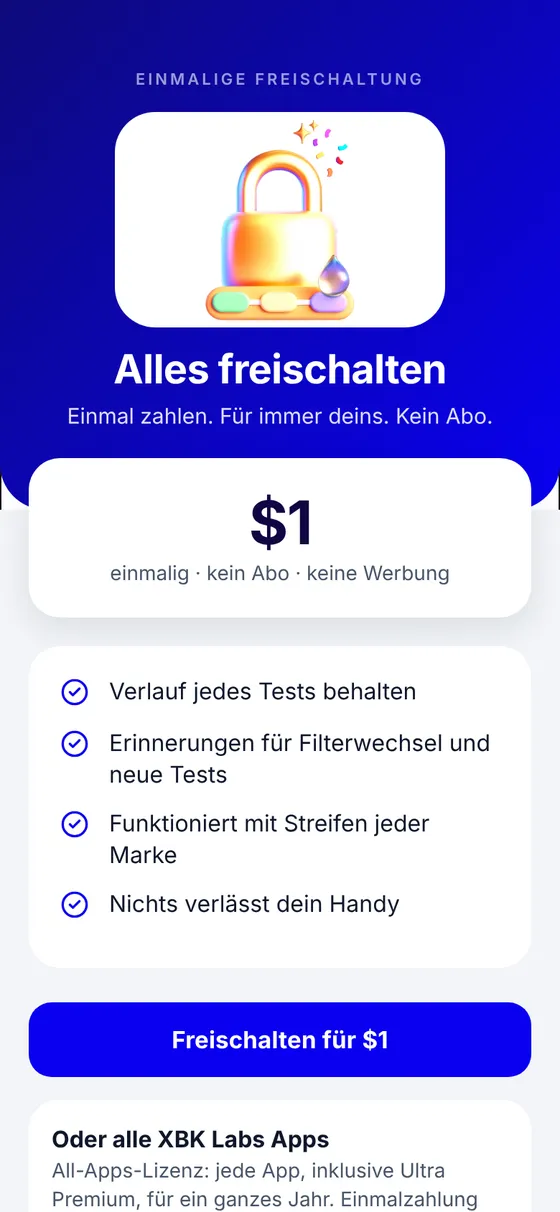 EINMALIGE FREISCHALTUNG
Alles freischalten
Einmal zahlen. Für immer deins. Kein Abo.
$1
einmalig · kein Abo · keine Werbung
Verlauf jedes Tests behalten
Erinnerungen für Filterwechsel und
neue Tests
Funktioniert mit Streifen jeder
Marke
Nichts verlässt dein Handy
Freischalten für $1
Oder alle XBK Labs Apps
All-Apps-Lizenz: jede App, inklusive Ultra
Premium, für ein ganzes Jahr. Einmalzahlung